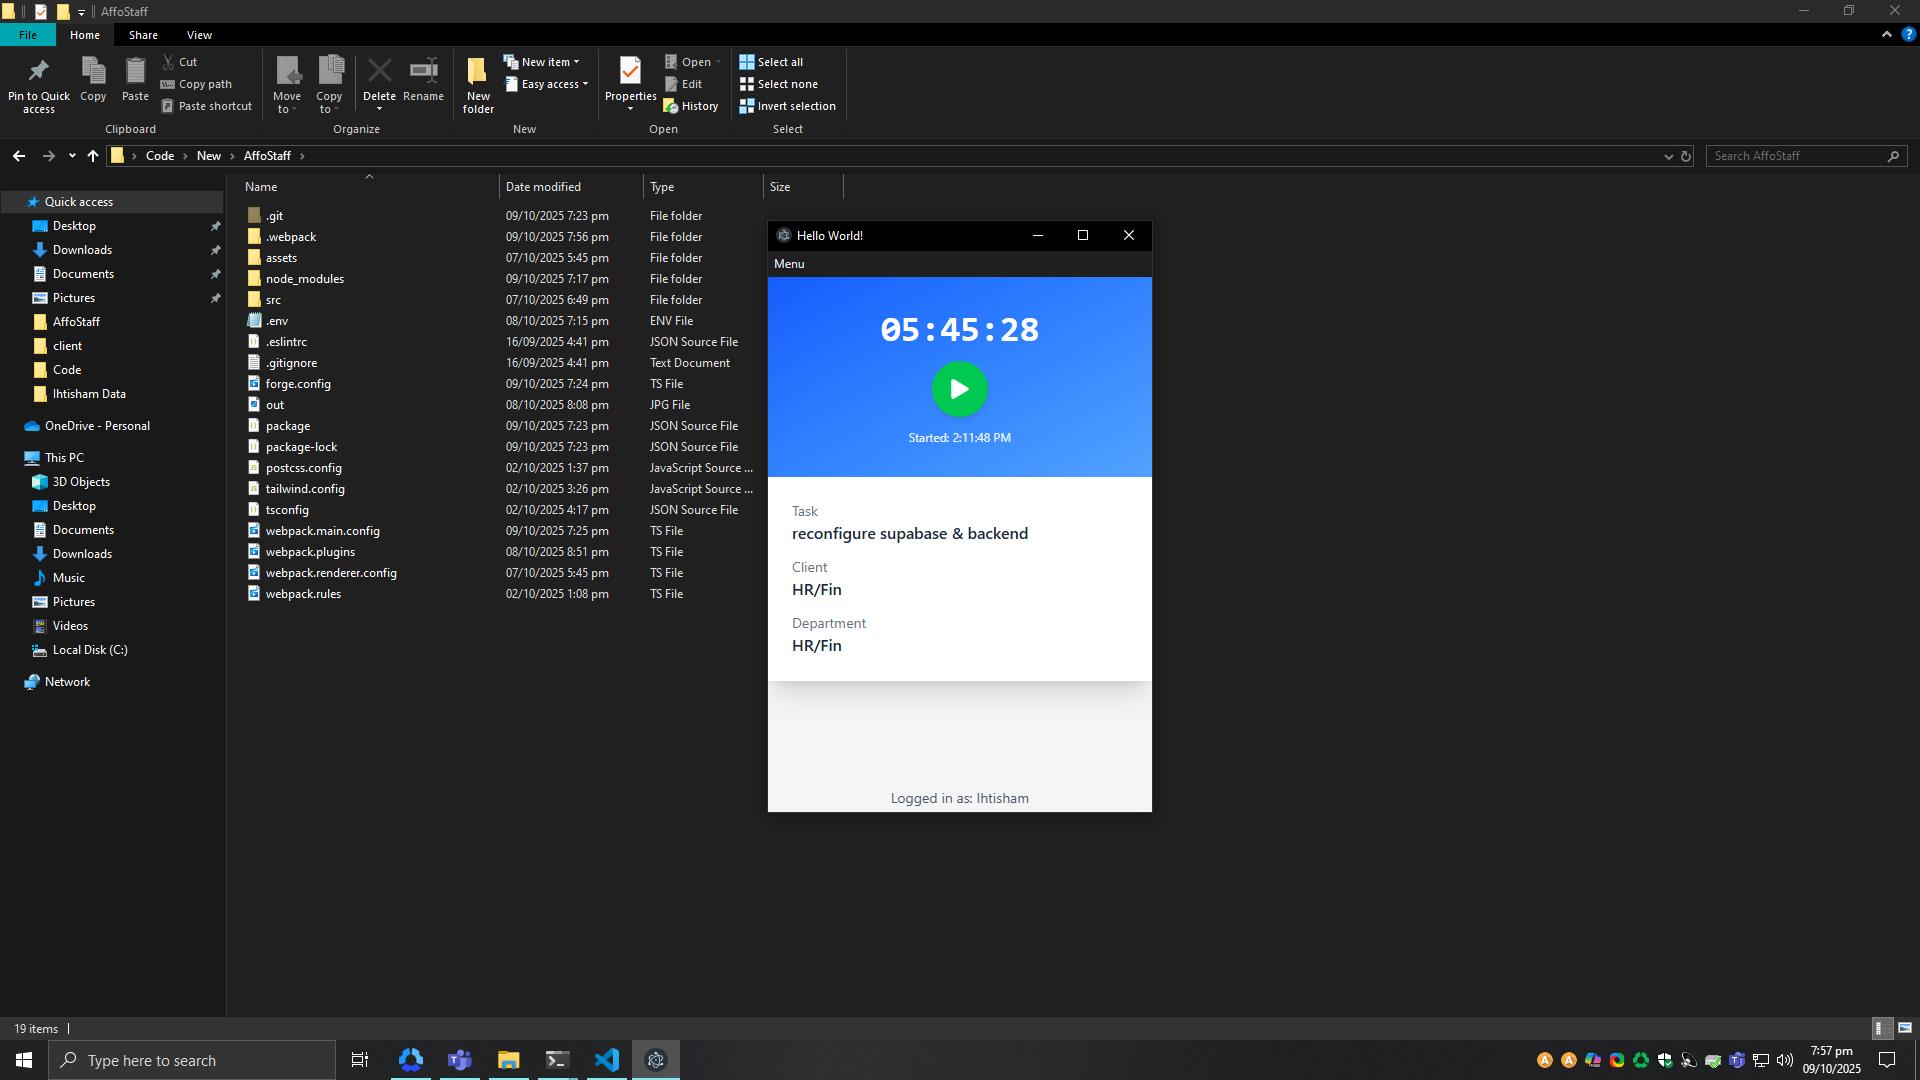 AffoStaff
File
Home
Share
View
Pin to Quick access
Copy
Paste
Cut
Copy path
Paste shortcut
Clipboard
Move to
Copy to
Delete
Rename
Organize
New folder
New item
Easy access
New
Properties
Open
Edit
History
Open
Select all
Select none
Invert selection
Select
Code
New
AffoStaff
Search AffoStaff
Quick access
Desktop
Downloads
Documents
Pictures
AffoStaff
client
Code
Ihtisham Data
OneDrive - Personal
This PC
3D Objects
Desktop
Documents
Downloads
Music
Pictures
Videos
Local Disk (C:)
Network
Name Date modified Type Size
.git 09/10/2025 7:23 pm File folder
.webpack 09/10/2025 7:56 pm File folder
assets 07/10/2025 5:45 pm File folder
node_modules 09/10/2025 7:17 pm File folder
src 07/10/2025 6:49 pm File folder
.env 08/10/2025 7:15 pm ENV File
.eslintrc 16/09/2025 4:41 pm JSON Source File
.gitignore 16/09/2025 4:41 pm Text Document
forge.config 09/10/2025 7:24 pm TS File
out 08/10/2025 8:08 pm JPG File
package 09/10/2025 7:23 pm JSON Source File
package-lock 09/10/2025 7:23 pm JSON Source File
postcss.config 02/10/2025 1:37 pm JavaScript Source ...
tailwind.config 02/10/2025 3:26 pm JavaScript Source ...
tsconfig 02/10/2025 4:17 pm JSON Source File
webpack.main.config 09/10/2025 7:25 pm TS File
webpack.plugins 08/10/2025 8:51 pm TS File
webpack.renderer.config 07/10/2025 5:45 pm TS File
webpack.rules 02/10/2025 1:08 pm TS File
Hello World!
Menu
05:45:28
Started: 2:11:48 PM
Task
reconfigure supabase & backend
Client
HR/Fin
Department
HR/Fin
Logged in as: Ihtisham
19 items
Type here to search
7:57 pm
09/10/2025